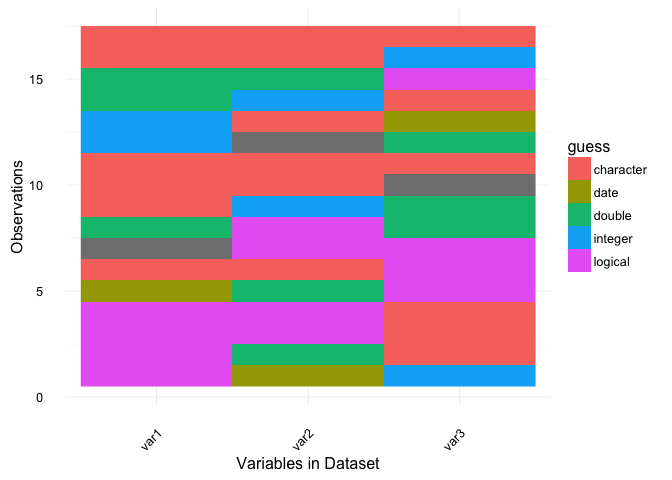 15
10
5
0
Observations
var1
var2
var3
Variables in Dataset
guess
character
date
double
integer
logical